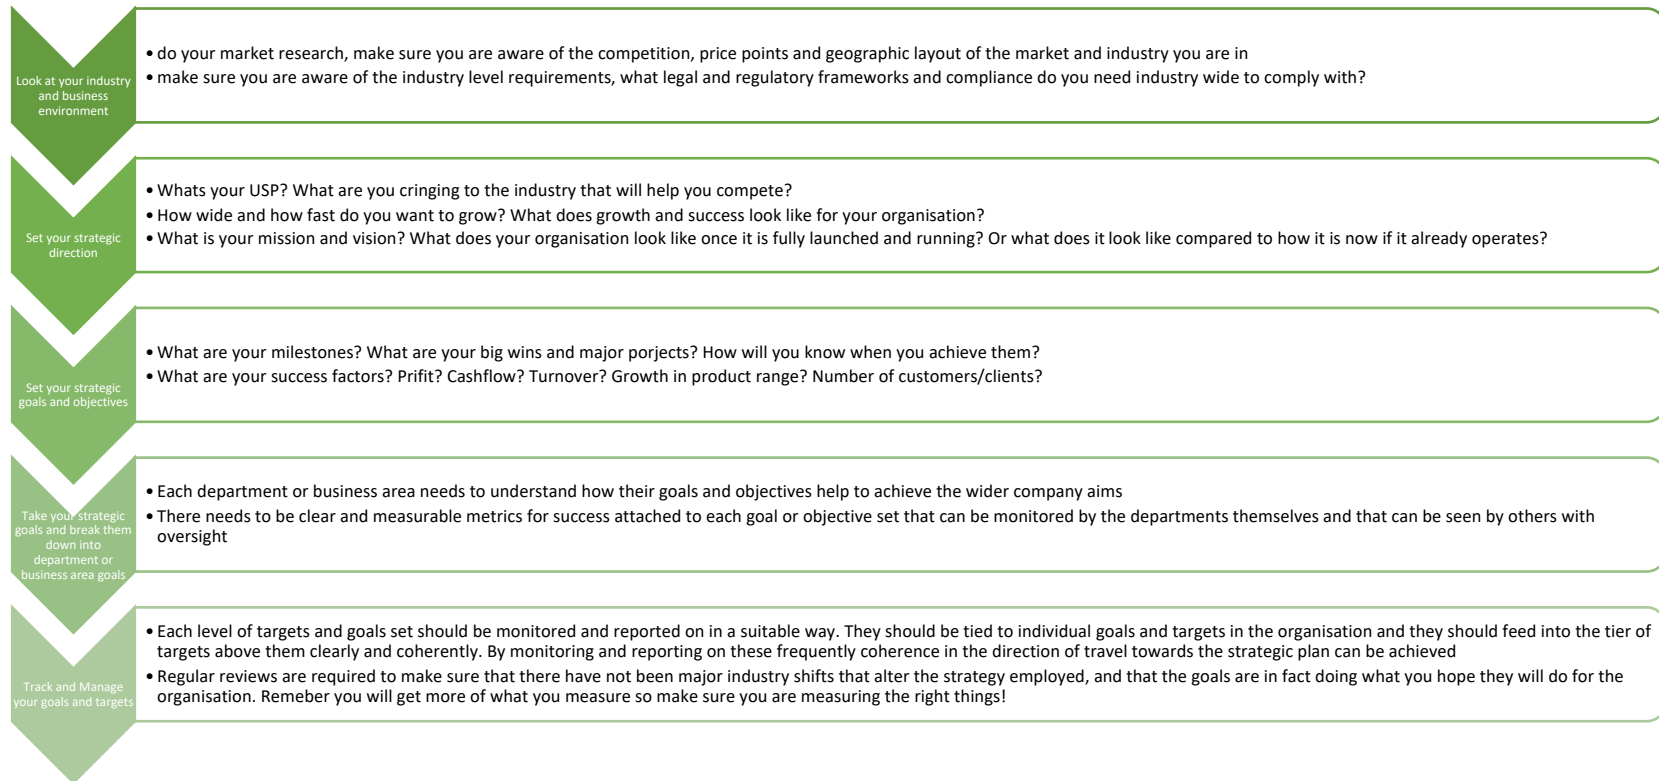 Look at your industry
and business
environment
• do your market research, make sure you are aware of the competition, price points and geographic layout of the market and industry you are in
• make sure you are aware of the industry level requirements, what legal and regulatory frameworks and compliance do you need industry wide to comply with?
Set your strategic
direction
• Whats your USP? What are you cringing to the industry that will help you compete?
• How wide and how fast do you want to grow? What does growth and success look like for your organisation?
• What is your mission and vision? What does your organisation look like once it is fully launched and running? Or what does it look like compared to how it is now if it already operates?
Set your strategic
goals and objectives
• What are your milestones? What are your big wins and major porjects? How will you know when you achieve them?
• What are your success factors? Prifit? Cashflow? Turnover? Growth in product range? Number of customers/clients?
Take your strategic
goals and break them
down into
department or
business area goals
• Each department or business area needs to understand how their goals and objectives help to achieve the wider company aims
• There needs to be clear and measurable metrics for success attached to each goal or objective set that can be monitored by the departments themselves and that can be seen by others with
oversight
Track and Manage
your goals and targets
• Each level of targets and goals set should be monitored and reported on in a suitable way. They should be tied to individual goals and targets in the organisation and they should feed into the tier of
targets above them clearly and coherently. By monitoring and reporting on these frequently coherence in the direction of travel towards the strategic plan can be achieved
• Regular reviews are required to make sure that there have not been major industry shifts that alter the strategy employed, and that the goals are in fact doing what you hope they will do for the
organisation. Remeber you will get more of what you measure so make sure you are measuring the right things!